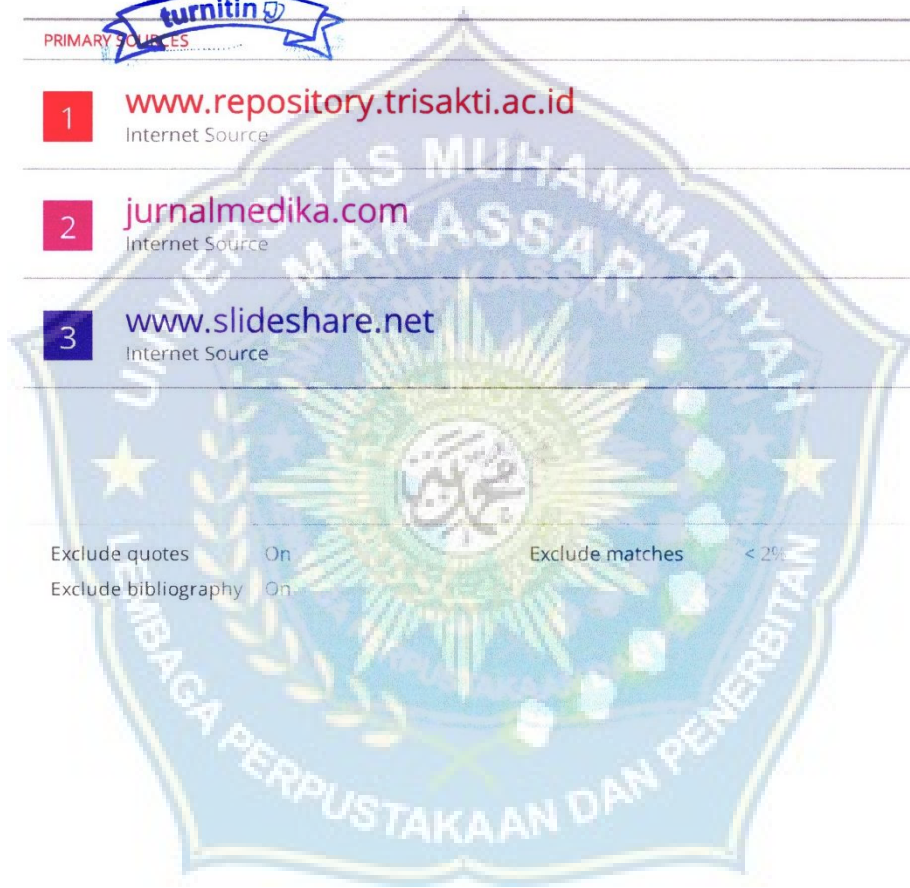 turnitin
PRIMARY SOURCES
1 www.repository.trisakti.ac.id
Internet Source
2 jurnalmedika.com
Internet Source
3 www.slideshare.net
Internet Source
UNIVERSITAS MUHAMMADIYAH
MAKASSAR
Exclude quotes On Exclude matches < 2%
Exclude bibliography On
LEMBAGA PERPUSTAKAAN DAN PENERBITAN